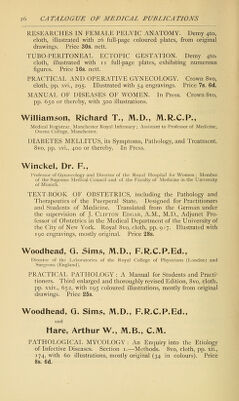 36 CATALOGUE OF MEDICAL PUBLICATIONS
RESEARCHES IN FEMALE PELVIC ANATOMY. Demy 4to,
cloth, illustrated with 26 full-page coloured plates, from original
drawings. Price 30s. nett.
TUBO-PERITONEAL ECTOPIC GESTATION. Demy 4to,
cloth, illustrated with 11 full-page plates, exhibiting numerous
figures. Price 16s. nett.
PRACTICAL AND OPERATIVE GYNECOLOGY. Crown 8vo,
cloth, pp. xvi., 295. Illustrated with 54 engravings. Price 7s. 6d.
MANUAL OF DISEASES OF WOMEN. In Press. Crown 8vo,
pp. 650 or thereby, with 300 illustrations.
Williamson, Richard T., M.D., M.R.C.P.,
Medical Registrar, Manchester Royal Infirmary; Assistant to Professor of Medicine,
Owens College, Manchester.
DIABETES MELLITUS, its Symptoms, Pathology, and Treatment.
8vo, pp. viii., 400 or thereby. In Press.
Winckel, Dr. F.,
Professor of Gynæcology and Director of the Royal Hospital for Women; Member
of the Supreme Medical Council and of the Faculty of Medicine in the University
of Munich.
TEXT-BOOK OF OBSTETRICS, including the Pathology and
Therapeutics of the Puerperal State. Designed for Practitioners
and Students of Medicine. Translated from the German under
the supervision of J. CLIFTON EDGAR, A.M., M.D., Adjunct Pro-
fessor of Obstetrics in the Medical Department of the University of
the City of New York. Royal 8vo, cloth, pp. 927. Illustrated with
190 engravings, mostly original. Price 28s.
Woodhead, G. Sims, M.D., F.R.C.P.Ed.,
Director of the Laboratories of the Royal College of Physicians (London) and
Surgeons (England).
PRACTICAL PATHOLOGY: A Manual for Students and Practi-
tioners. Third enlarged and thoroughly revised Edition, 8vo, cloth,
pp. xxiv., 652, with 195 coloured illustrations, mostly from original
drawings. Price 25s.
Woodhead, G. Sims, M.D., F.R.C.P.Ed.,
and
Hare, Arthur W., M.B., C.M.
PATHOLOGICAL MYCOLOGY: An Enquiry into the Etiology
of Infective Diseases. Section 1.—Methods. 8vo, cloth, pp. xii.,
174, with 60 illustrations, mostly original (34 in colours). Price
8s. 6d.